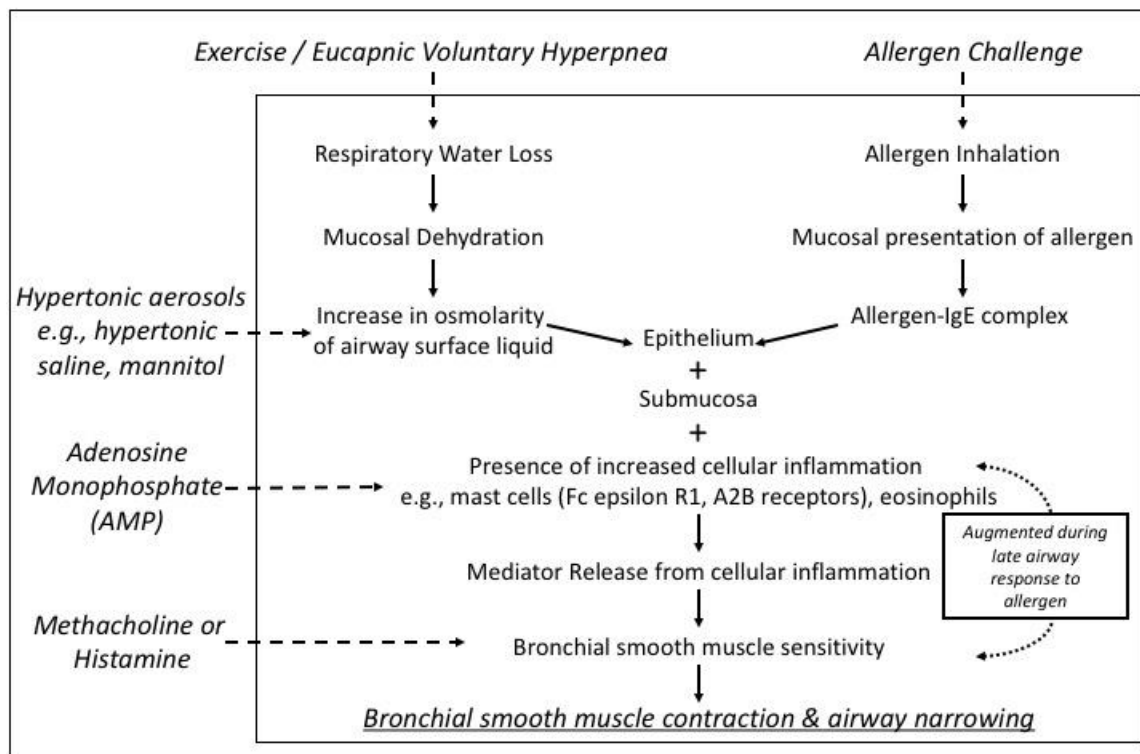 Exercise / Eucapnic Voluntary Hyperpnea
Allergen Challenge
Respiratory Water Loss
Allergen Inhalation
Mucosal Dehydration
Mucosal presentation of allergen
Hypertonic aerosols
e.g., hypertonic
saline, mannitol
Increase in osmolarity
of airway surface liquid
Allergen-IgE complex
Epithelium
+
Submucosa
+
Adenosine
Monophosphate
(AMP)
Presence of increased cellular inflammation
e.g., mast cells (Fc epsilon R1, A2B receptors), eosinophils
Augmented during
late airway
response to
allergen
Mediator Release from cellular inflammation
Methacholine or
Histamine
Bronchial smooth muscle sensitivity
Bronchial smooth muscle contraction & airway narrowing